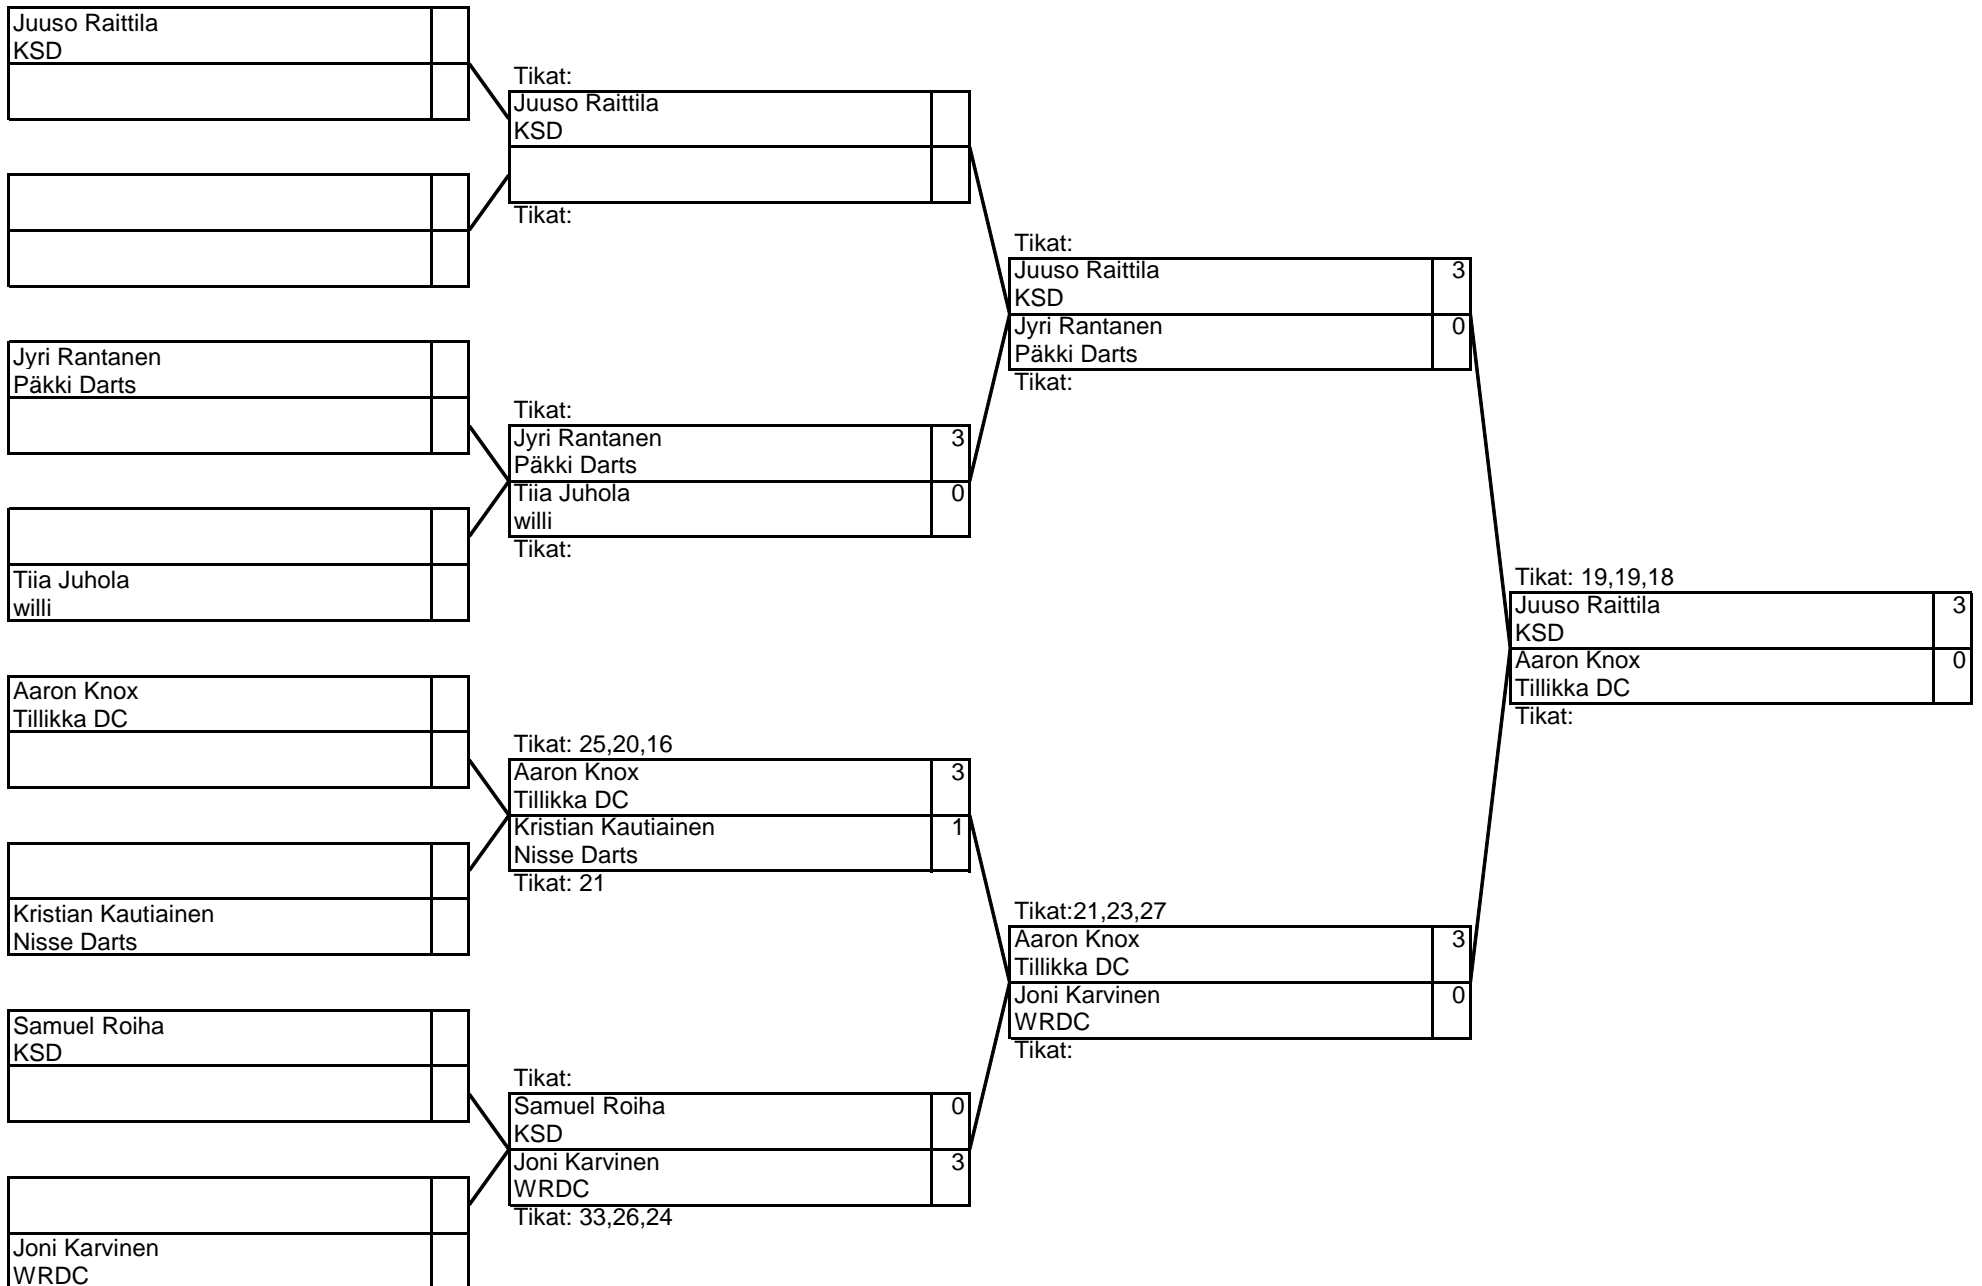 Juuso Raittila
KSD
Jyri Rantanen
Päkki Darts
Tiia Juhola
willi
Aaron Knox
Tillikka DC
Kristian Kautiainen
Nisse Darts
Samuel Roiha
KSD
Joni Karvinen
WRDC
Tikat:
Juuso Raittila
KSD
Tikat:
Tikat:
Jyri Rantanen 3
Päkki Darts
Tiia Juhola 0
willi
Tikat:
Tikat: 25,20,16
Aaron Knox 3
Tillikka DC
Kristian Kautiainen 1
Nisse Darts
Tikat: 21
Tikat:
Samuel Roiha 0
KSD
Joni Karvinen 3
WRDC
Tikat: 33,26,24
Tikat:
Juuso Raittila 3
KSD
Jyri Rantanen 0
Päkki Darts
Tikat:
Tikat:21,23,27
Aaron Knox 3
Tillikka DC
Joni Karvinen 0
WRDC
Tikat:
Tikat: 19,19,18
Juuso Raittila 3
KSD
Aaron Knox 0
Tillikka DC
Tikat: